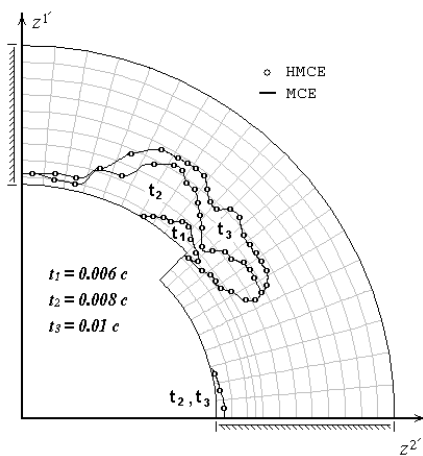 z¹′
HMCE
MCE
t₂
t₁
t₃
t₁ = 0.006 c
t₂ = 0.008 c
t₃ = 0.01 c
t₂ , t₃
z²′